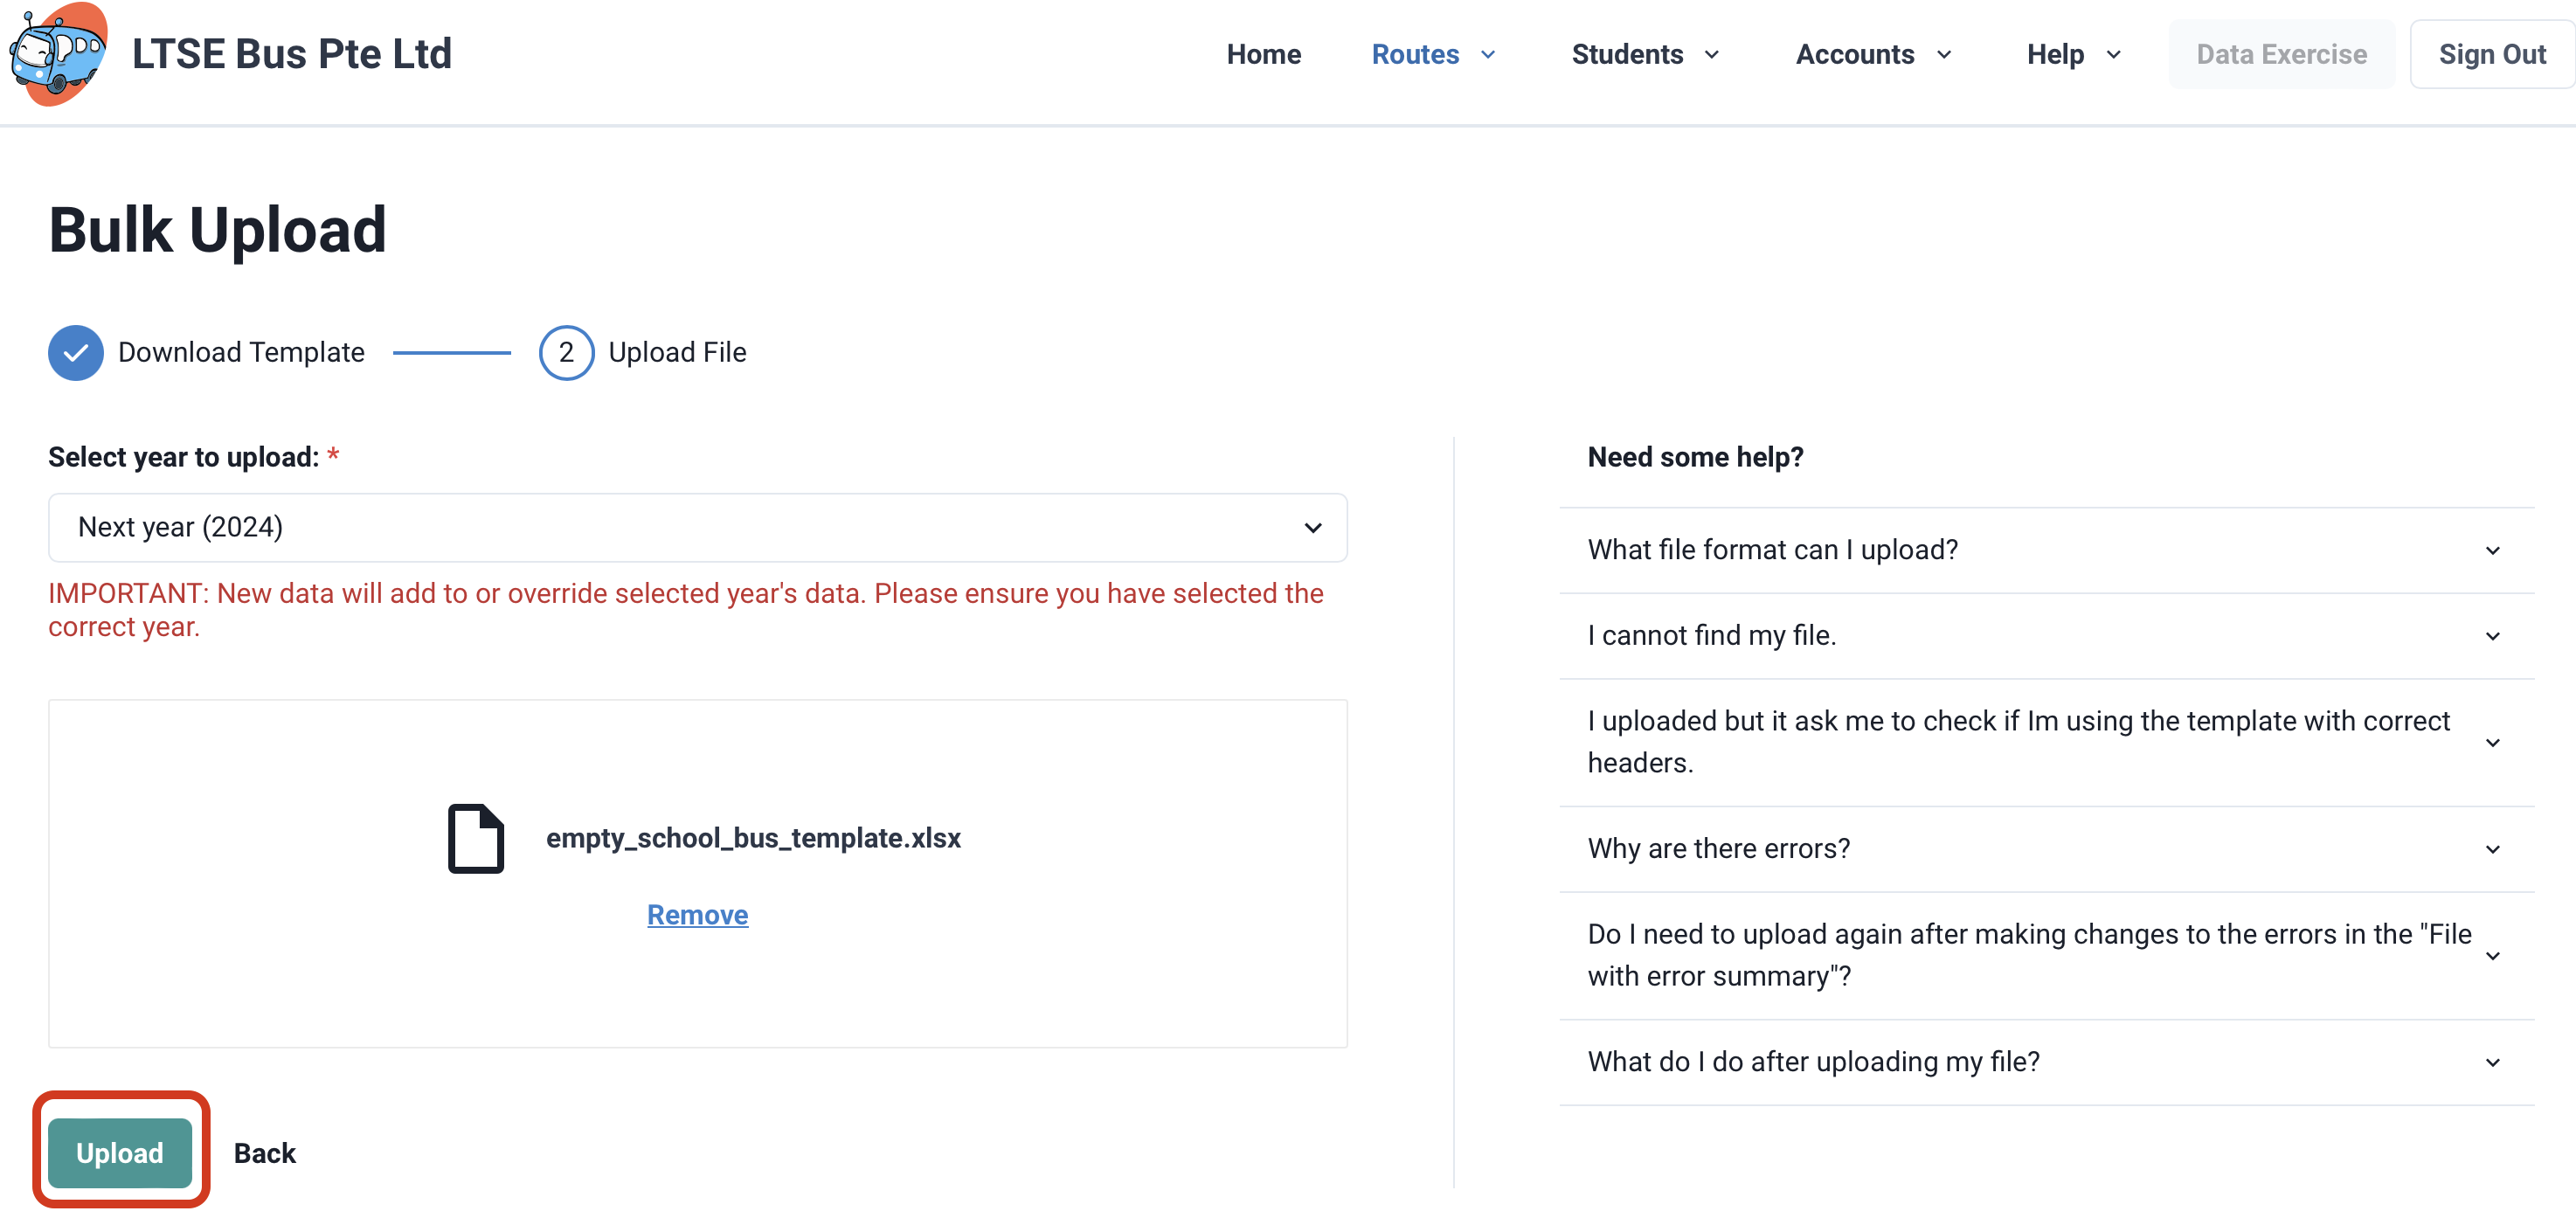 LTSE Bus Pte Ltd
Home
Routes
Students
Accounts
Help
Data Exercise
Sign Out
Bulk Upload
Download Template
2
Upload File
Select year to upload: *
Next year (2024)
IMPORTANT: New data will add to or override selected year's data. Please ensure you have selected the
correct year.
empty_school_bus_template.xlsx
Remove
Upload
Back
Need some help?
What file format can I upload?
I cannot find my file.
I uploaded but it ask me to check if Im using the template with correct
headers.
Why are there errors?
Do I need to upload again after making changes to the errors in the "File
with error summary"?
What do I do after uploading my file?